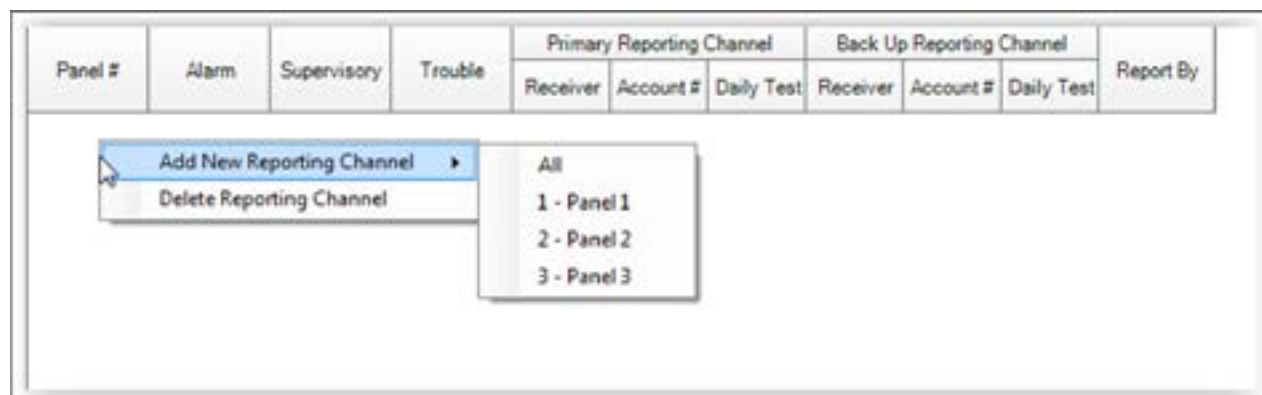 Panel # Alarm Supervisory Trouble Primary Reporting Channel Back Up Reporting Channel Report By
Receiver Account # Daily Test Receiver Account # Daily Test
Add New Reporting Channel
Delete Reporting Channel
All
1 - Panel 1
2 - Panel 2
3 - Panel 3